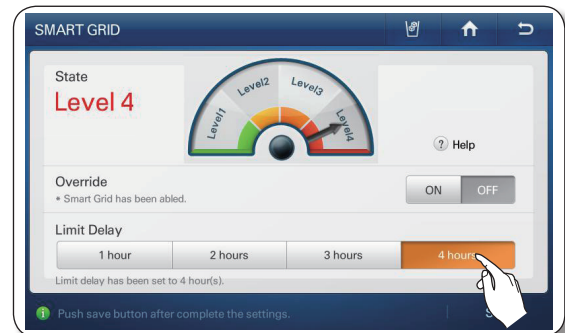 SMART GRID
State
Level 4
Level1
Level2
Level3
Level4
? Help
Override
• Smart Grid has been abled.
ON OFF
Limit Delay
1 hour 2 hours 3 hours 4 hours
Limit delay has been set to 4 hour(s).
Push save button after complete the settings.